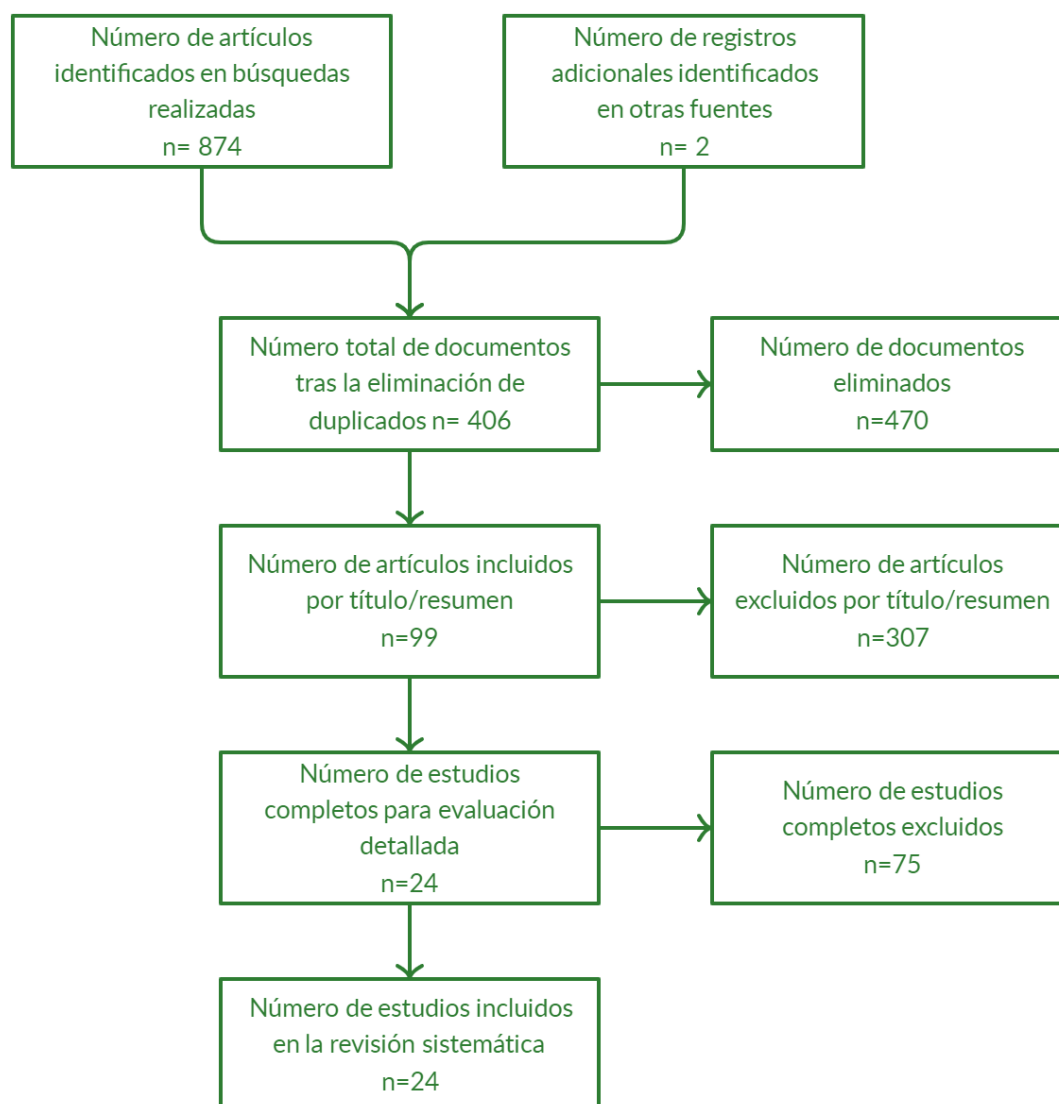 Número de artículos
identificados en búsquedas
realizadas
n= 874
Número de registros
adicionales identificados
en otras fuentes
n= 2
Número total de documentos
tras la eliminación de
duplicados n= 406
Número de documentos
eliminados
n=470
Número de artículos incluidos
por título/resumen
n=99
Número de artículos
excluidos por título/resumen
n=307
Número de estudios
completos para evaluación
detallada
n=24
Número de estudios
completos excluidos
n=75
Número de estudios incluidos
en la revisión sistemática
n=24